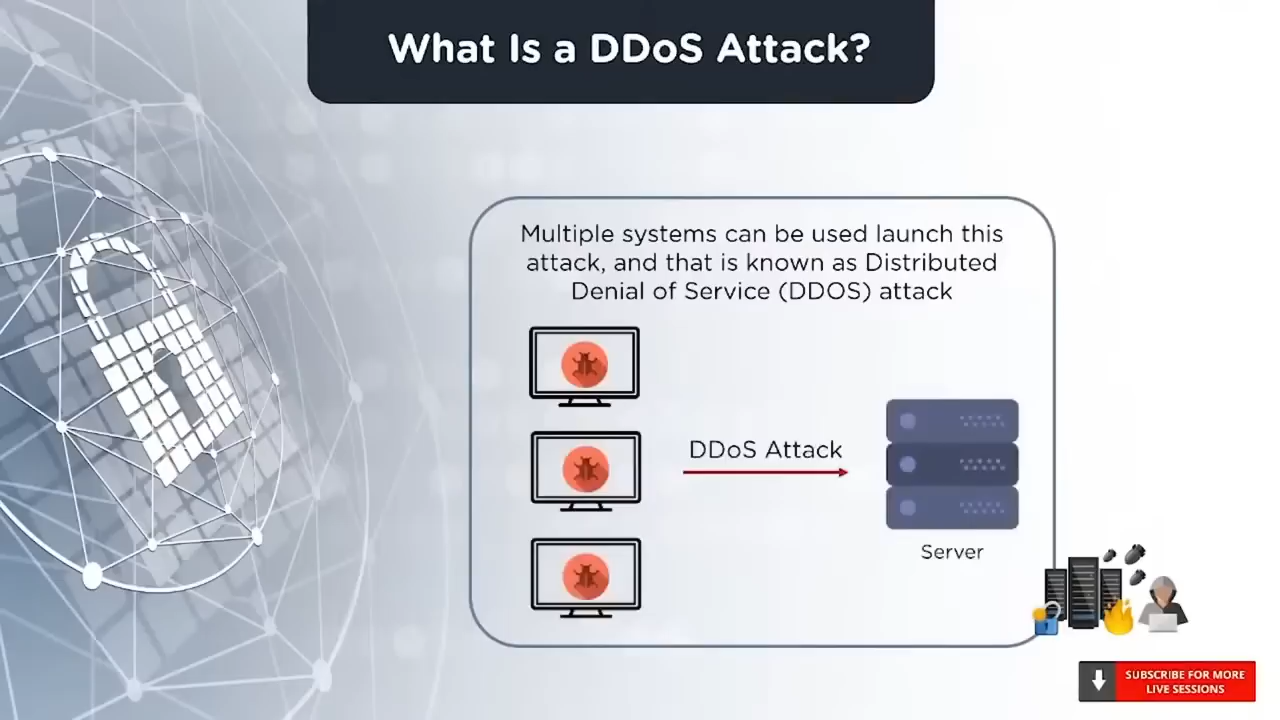 What Is a DDoS Attack?
Multiple systems can be used launch this
attack, and that is known as Distributed
Denial of Service (DDOS) attack
DDoS Attack
Server
SUBSCRIBE FOR MORE
LIVE SESSIONS